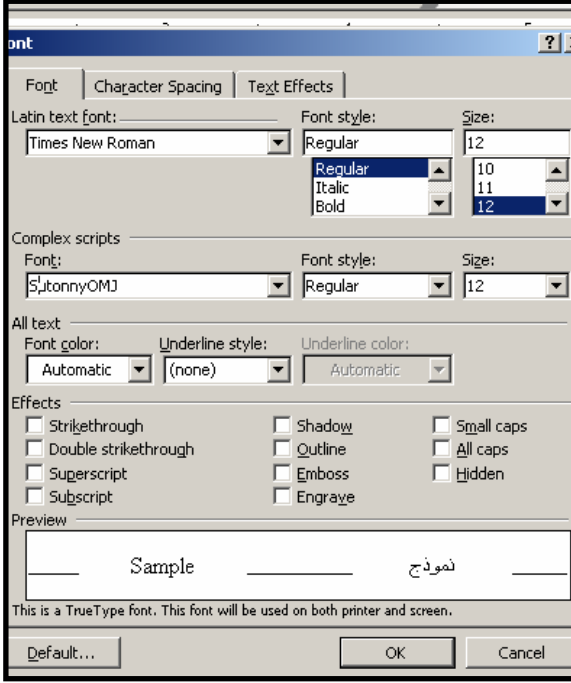 ont
Font Character Spacing Text Effects
Latin text font: Font style: Size:
Times New Roman Regular 12
Regular 10
Italic 11
Bold 12
Complex scripts
Font: Font style: Size:
SutonnyOMJ Regular 12
All text
Font color: Underline style: Underline color:
Automatic (none) Automatic
Effects
Strikethrough Shadow Small caps
Double strikethrough Outline All caps
Superscript Emboss Hidden
Subscript Engrave
Preview
Sample نموذج
This is a TrueType font. This font will be used on both printer and screen.
Default... OK Cancel